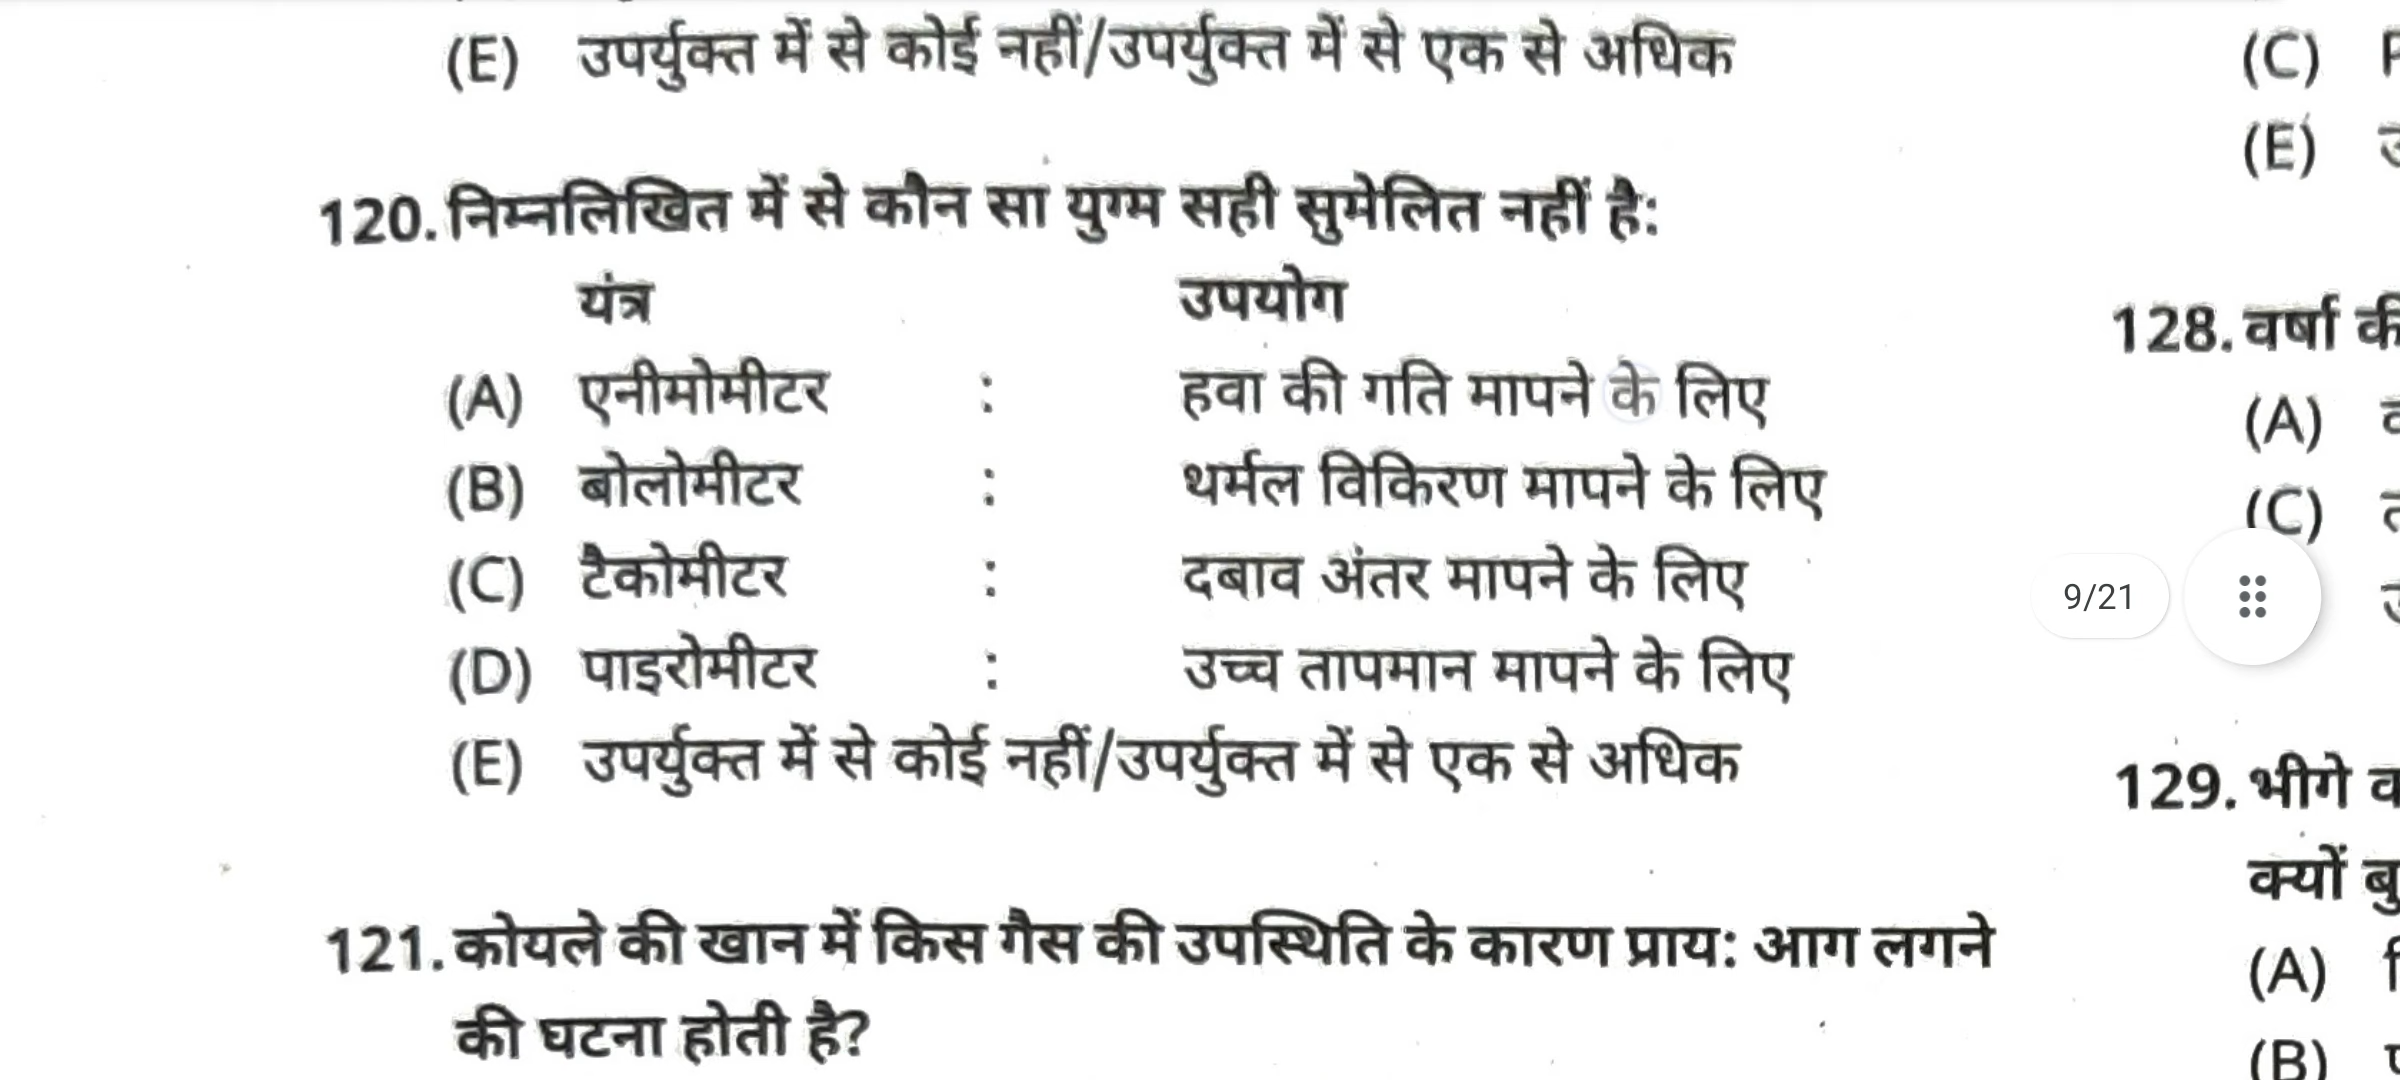 (E) उपर्युक्त में से कोई नहीं/उपर्युक्त में से एक से अधिक
120. निम्नलिखित में से कौन सा युग्म सही सुमेलित नहीं है:
यंत्र उपयोग
(A) एनीमोमीटर : हवा की गति मापने के लिए
(B) बोलोमीटर : थर्मल विकिरण मापने के लिए
(C) टैकोमीटर : दबाव अंतर मापने के लिए
(D) पाइरोमीटर : उच्च तापमान मापने के लिए
(E) उपर्युक्त में से कोई नहीं/उपर्युक्त में से एक से अधिक
121. कोयले की खान में किस गैस की उपस्थिति के कारण प्राय: आग लगने
की घटना होती है?
(C)
(E)
128. वर्षा की
(A)
(C)
9/21
129. भीगे
क्यों
(A)
(B)